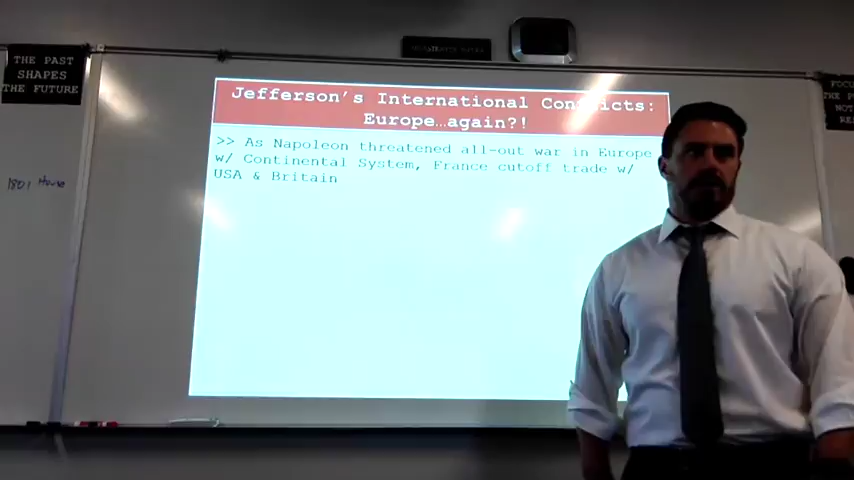 THE PAST
SHAPES
THE FUTURE
1801
Jefferson's International Conflicts:
Europe…again?!
>> As Napoleon threatened all-out war in Europe
w/ Continental System, France cutoff trade w/
USA & Britain